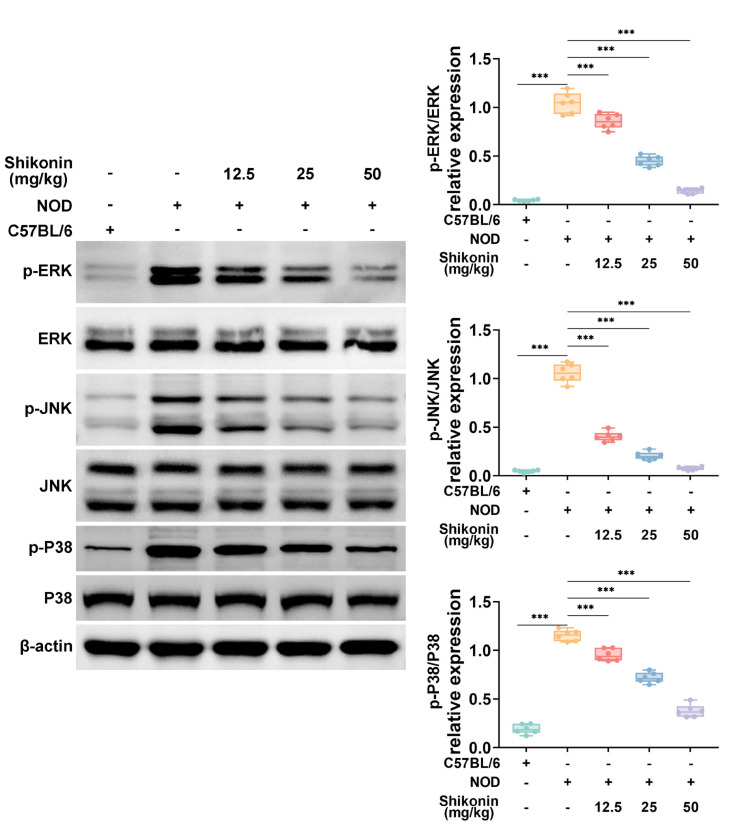 Shikonin
(mg/kg)
- - 12.5 25 50
NOD - + + + +
C57BL/6 + - - - -
p-ERK
ERK
p-JNK
JNK
p-P38
P38
β-actin
p-ERK/ERK
relative expression
1.5
1.0
0.5
0.0
***
***
***
***
C57BL/6 + - - - -
NOD - + + + +
Shikonin
(mg/kg)
- - 12.5 25 50
p-JNK/JNK
relative expression
1.5
1.0
0.5
0.0
***
***
***
***
C57BL/6 + - - - -
NOD - + + + +
Shikonin
(mg/kg)
- - 12.5 25 50
p-P38/P38
relative expression
1.5
1.0
0.5
0.0
***
***
***
***
C57BL/6 + - - - -
NOD - + + + +
Shikonin
(mg/kg)
- - 12.5 25 50